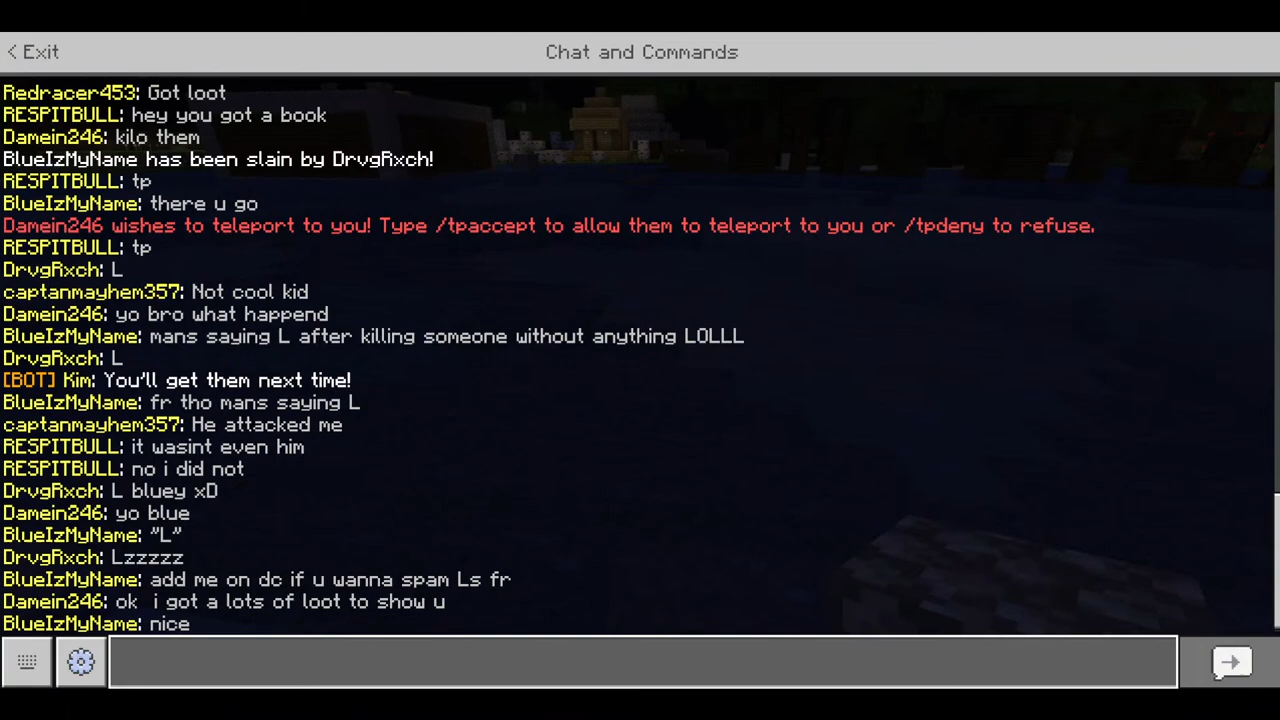 < Exit
Chat and Commands
Redracer453: Got loot
RESPITBULL: hey you got a book
Damein246: kilo them
BlueIzMyName has been slain by DrvgRxch!
RESPITBULL: tp
BlueIzMyName: there u go
Damein246 wishes to teleport to you! Type /tpaccept to allow them to teleport to you or /tpdeny to refuse.
RESPITBULL: tp
DrvgRxch: L
captanmayhem357: Not cool kid
Damein246: yo bro what happend
BlueIzMyName: mans saying L after killing someone without anything LOLLL
DrvgRxch: L
[BOT] Kim: You'll get them next time!
BlueIzMyName: fr tho mans saying L
captanmayhem357: He attacked me
RESPITBULL: it wasint even him
RESPITBULL: no i did not
DrvgRxch: L bluey xD
Damein246: yo blue
BlueIzMyName: "L"
DrvgRxch: Lzzzzz
BlueIzMyName: add me on dc if u wanna spam Ls fr
Damein246: ok  i got a lots of loot to show u
BlueIzMyName: nice